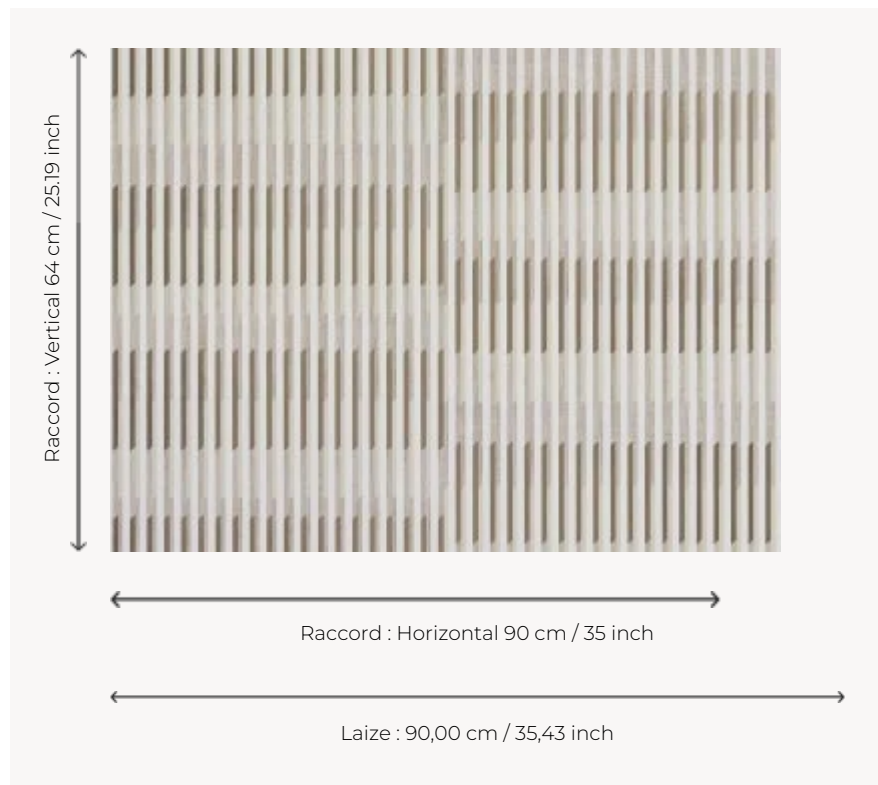 Raccord : Vertical 64 cm / 25.19 inch
Raccord : Horizontal 90 cm / 35 inch
Laize : 90,00 cm / 35,43 inch